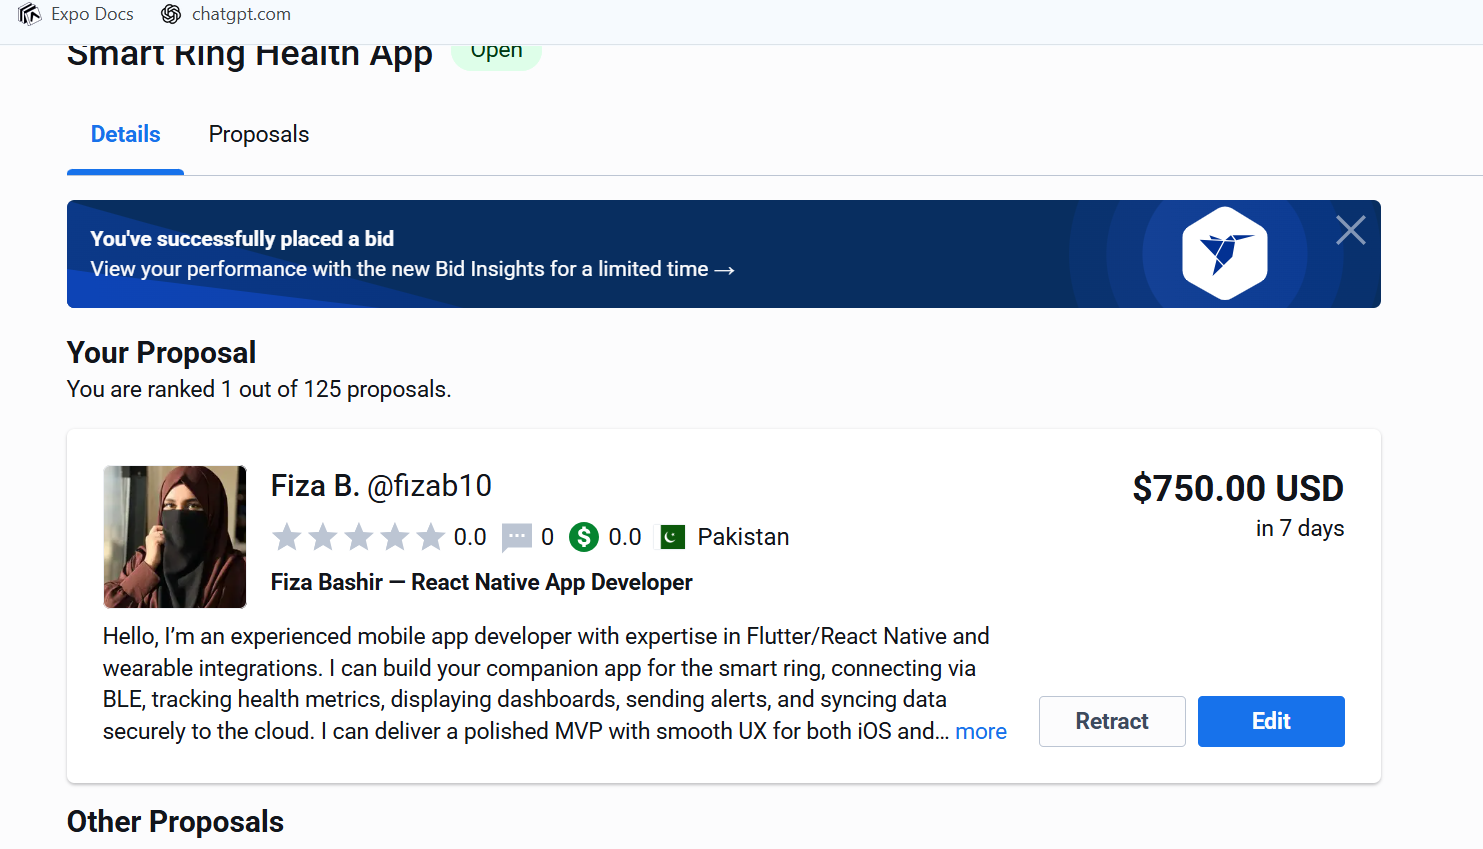 Expo Docs chatgpt.com
Smart Ring Health App Open
Details Proposals
You've successfully placed a bid
View your performance with the new Bid Insights for a limited time →
Your Proposal
You are ranked 1 out of 125 proposals.
Fiza B. @fizab10
$750.00 USD
0.0 0 0.0 Pakistan
in 7 days
Fiza Bashir — React Native App Developer
Hello, I’m an experienced mobile app developer with expertise in Flutter/React Native and
wearable integrations. I can build your companion app for the smart ring, connecting via
BLE, tracking health metrics, displaying dashboards, sending alerts, and syncing data
securely to the cloud. I can deliver a polished MVP with smooth UX for both iOS and... more
Retract Edit
Other Proposals